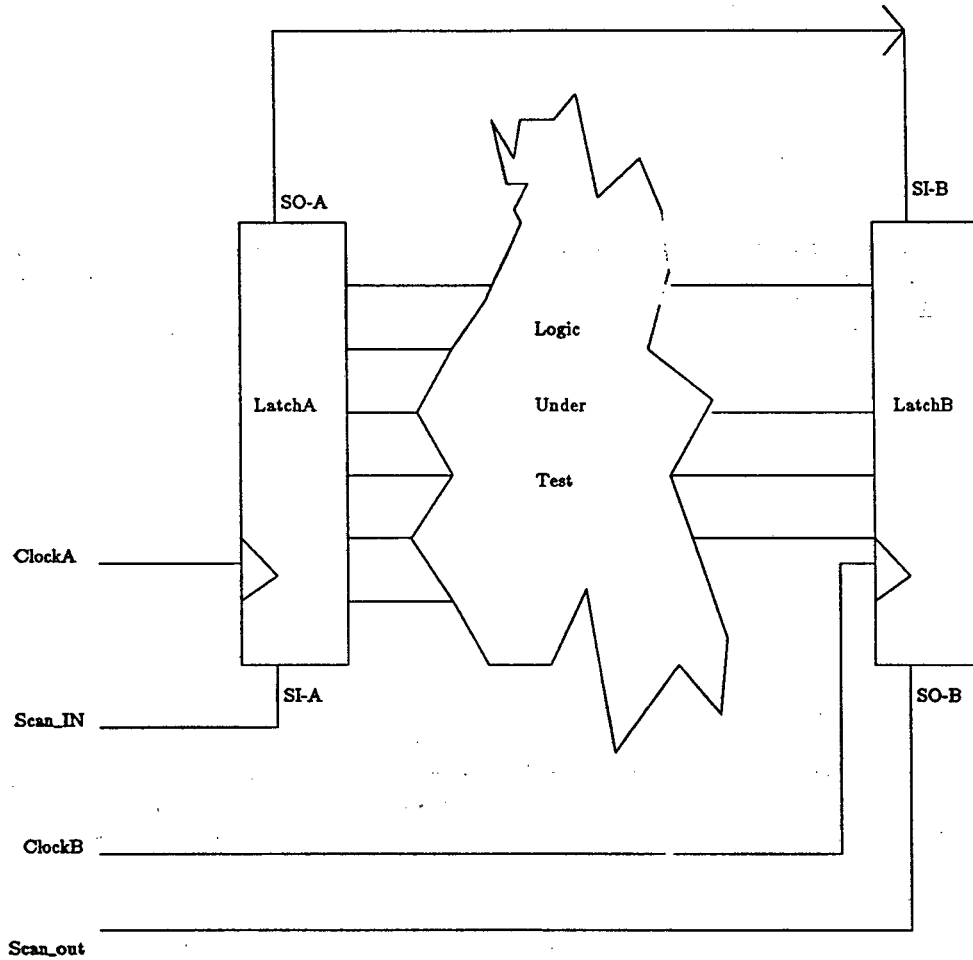 SO-A
SI-B
Logic
LatchA
Under
LatchB
Test
ClockA
SI-A
SO-B
Scan_IN
ClockB
Scan_out